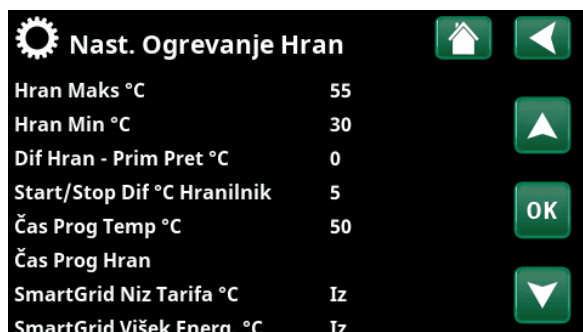 Nast. Ogrevanje Hran
Hran Maks °C 55
Hran Min °C 30
Dif Hran - Prim Pret °C 0
Start/Stop Dif °C Hranilnik 5
Čas Prog Temp °C 50
OK
Čas Prog Hran
SmartGrid Niz Tarifa °C Iz
SmartGrid Višek Energ. °C Iz